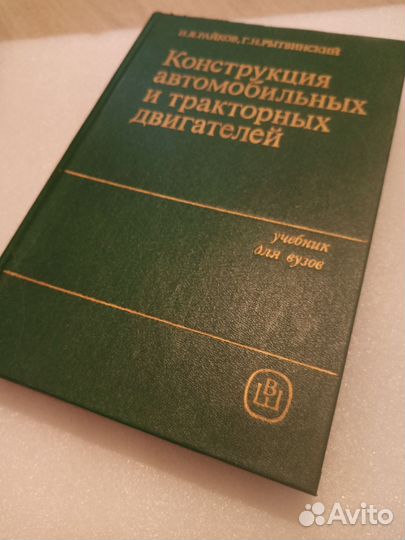 И.Я.РАЙКОВ, Г.Н.РЫТВИНСКИЙ
Конструкция
автомобильных
и тракторных
двигателей
учебник
для вузов
ВШ
Avito